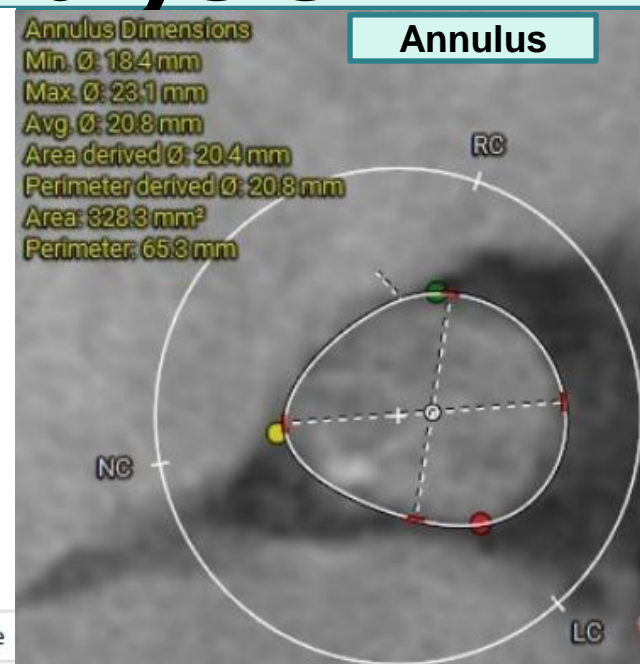 Annulus
Annulus Dimensions
Min. Ø: 18.4 mm
Max. Ø: 23.1 mm
Avg. Ø: 20.8 mm
Area derived Ø: 20.4 mm
Perimeter derived Ø: 20.8 mm
Area: 328.3 mm²
Perimeter: 65.3 mm
RC
NC
LC
e